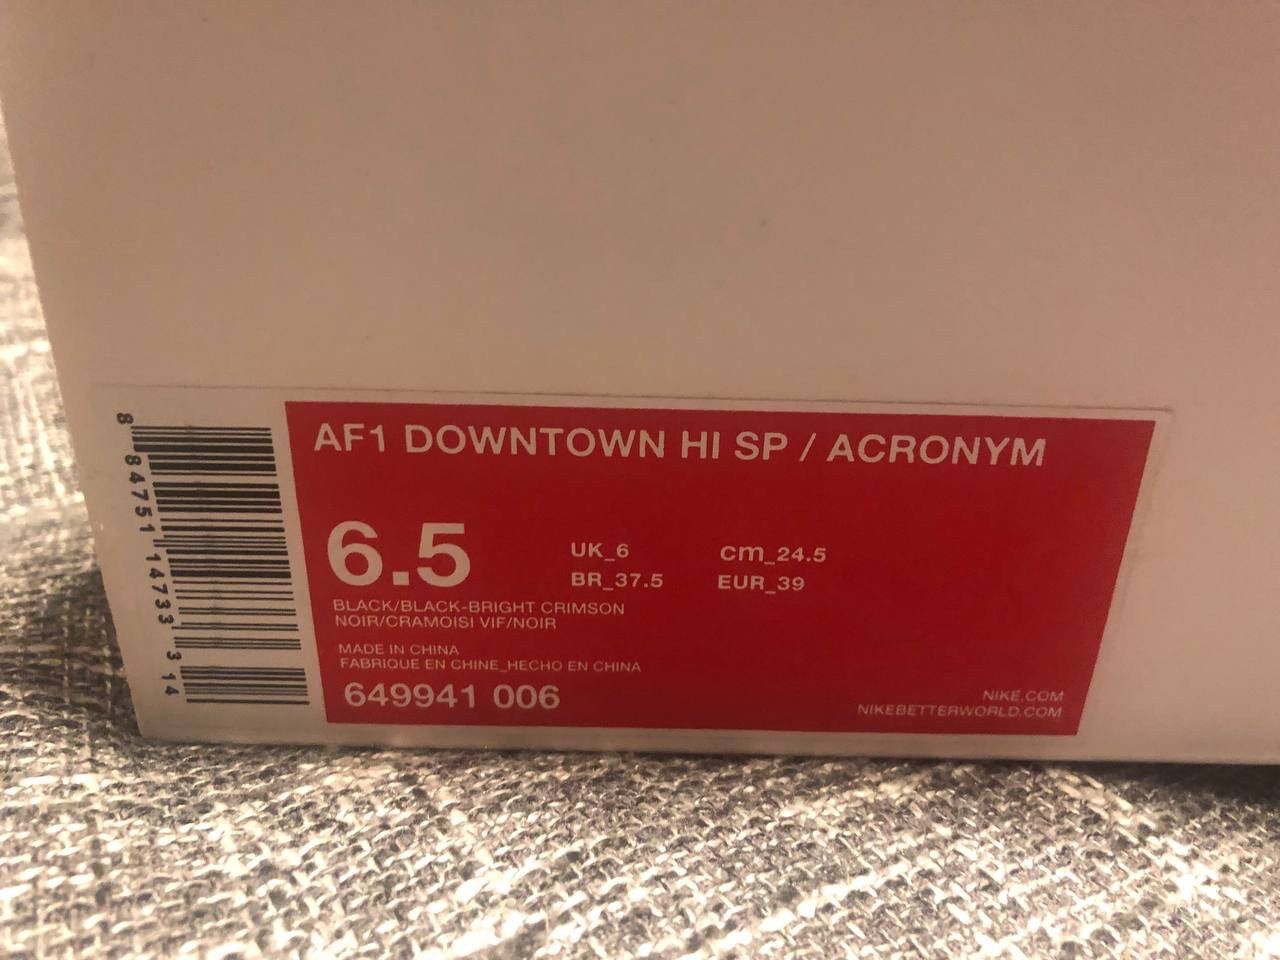 AF1 DOWNTOWN HI SP / ACRONYM
6.5
UK_6 cm_24.5
BR_37.5 EUR_39
BLACK/BLACK-BRIGHT CRIMSON
NOIR/CRAMOISI VIF/NOIR
MADE IN CHINA
FABRIQUE EN CHINE_HECHO EN CHINA
649941 006
NIKE.COM
NIKEBETTERWORLD.COM
8 84751 14733 3 14